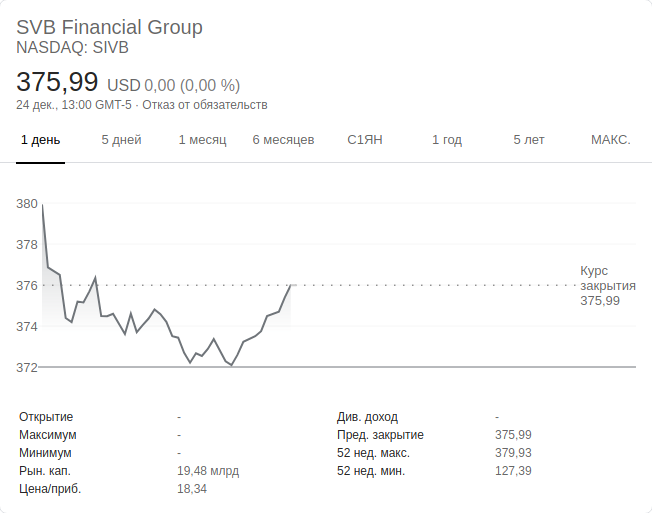 SVB Financial Group
NASDAQ: SIVB
375,99 USD 0,00 (0,00 %)
24 дек., 13:00 GMT-5 · Отказ от обязательств
1 день 5 дней 1 месяц 6 месяцев С1ЯН 1 год 5 лет МАКС.
380
378
376
374
372
Курс
закрытия
375,99
Открытие -
Максимум -
Минимум -
Рын. кап. 19,48 млрд
Цена/приб. 18,34
Див. доход -
Пред. закрытие 375,99
52 нед. макс. 379,93
52 нед. мин. 127,39